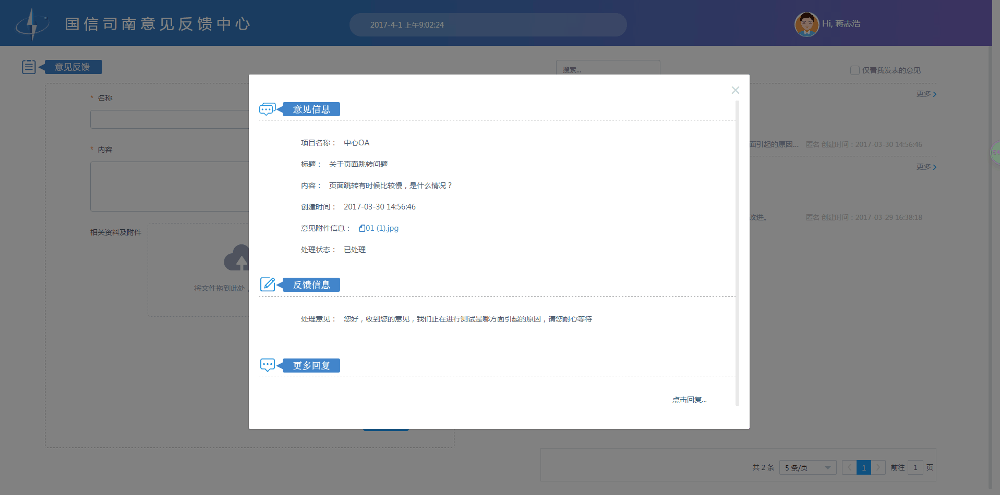 国信司南意见反馈中心
2017-4-1 上午9:02:24
Hi, 蒋志浩
意见反馈
搜索...
仅看我发表的意见
* 名称
更多
* 内容
面引起的原因... 匿名 创建时间：2017-03-30 14:56:46
更多
改进。 匿名 创建时间：2017-03-29 16:38:18
相关资料及附件
将文件拖到此处
意见信息
项目名称： 中心OA
标题： 关于页面跳转问题
内容： 页面跳转有时候比较慢，是什么情况？
创建时间： 2017-03-30 14:56:46
意见附件信息： 01 (1).jpg
处理状态： 已处理
反馈信息
处理意见： 您好，收到您的意见，我们正在进行测试是哪方面引起的原因，请您耐心等待
更多回复
点击回复...
共 2 条 5 条/页 1 前往 1 页